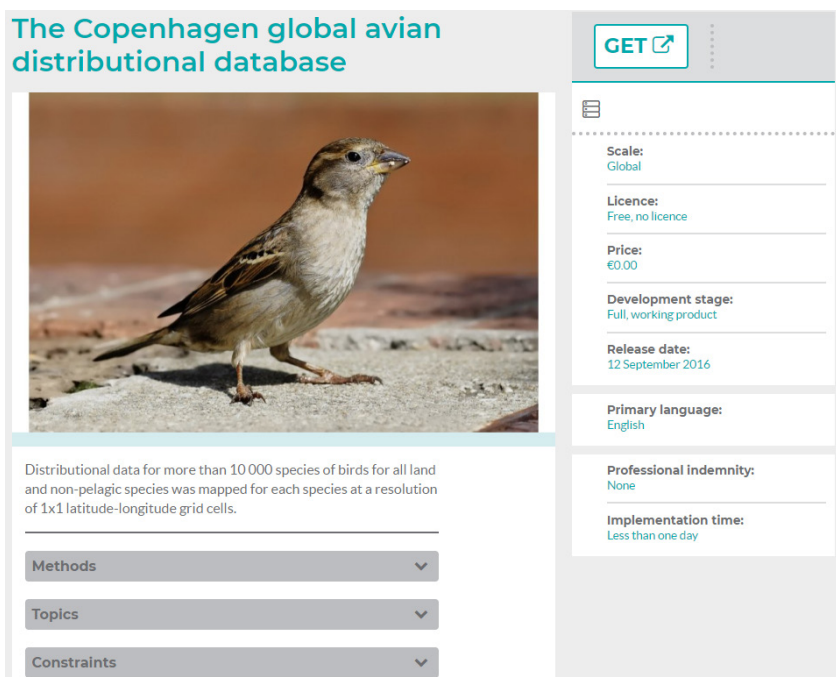 The Copenhagen global avian
distributional database
Distributional data for more than 10 000 species of birds for all land
and non-pelagic species was mapped for each species at a resolution
of 1x1 latitude-longitude grid cells.
Methods
Topics
Constraints
GET
Scale:
Global
Licence:
Free, no licence
Price:
€0.00
Development stage:
Full, working product
Release date:
12 September 2016
Primary language:
English
Professional indemnity:
None
Implementation time:
Less than one day